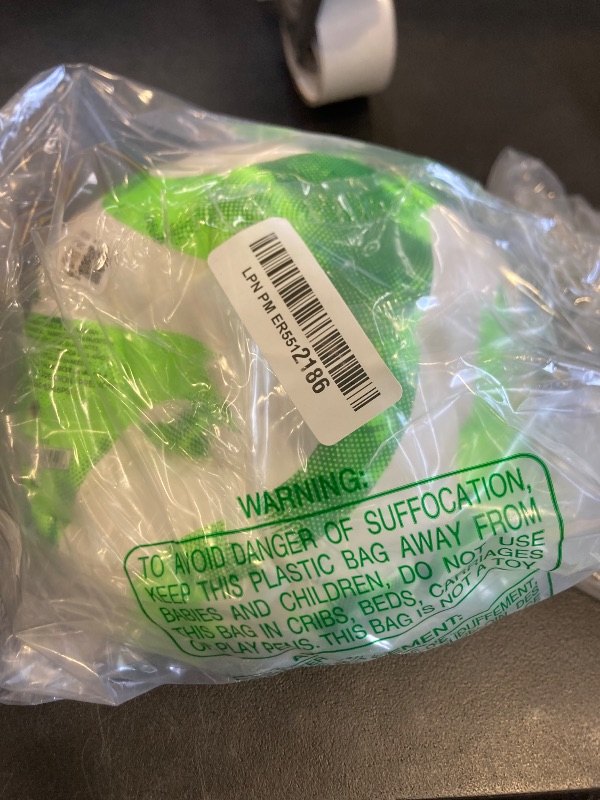 LPN PM ER5512186
WARNING:
TO AVOID DANGER OF SUFFOCATION,
KEEP THIS PLASTIC BAG AWAY FROM
BABIES AND CHILDREN, DO NOT USE
THIS BAG IN CRIBS, BEDS, CARRIAGES
OR PLAY PENS. THIS BAG IS NOT A TOY.